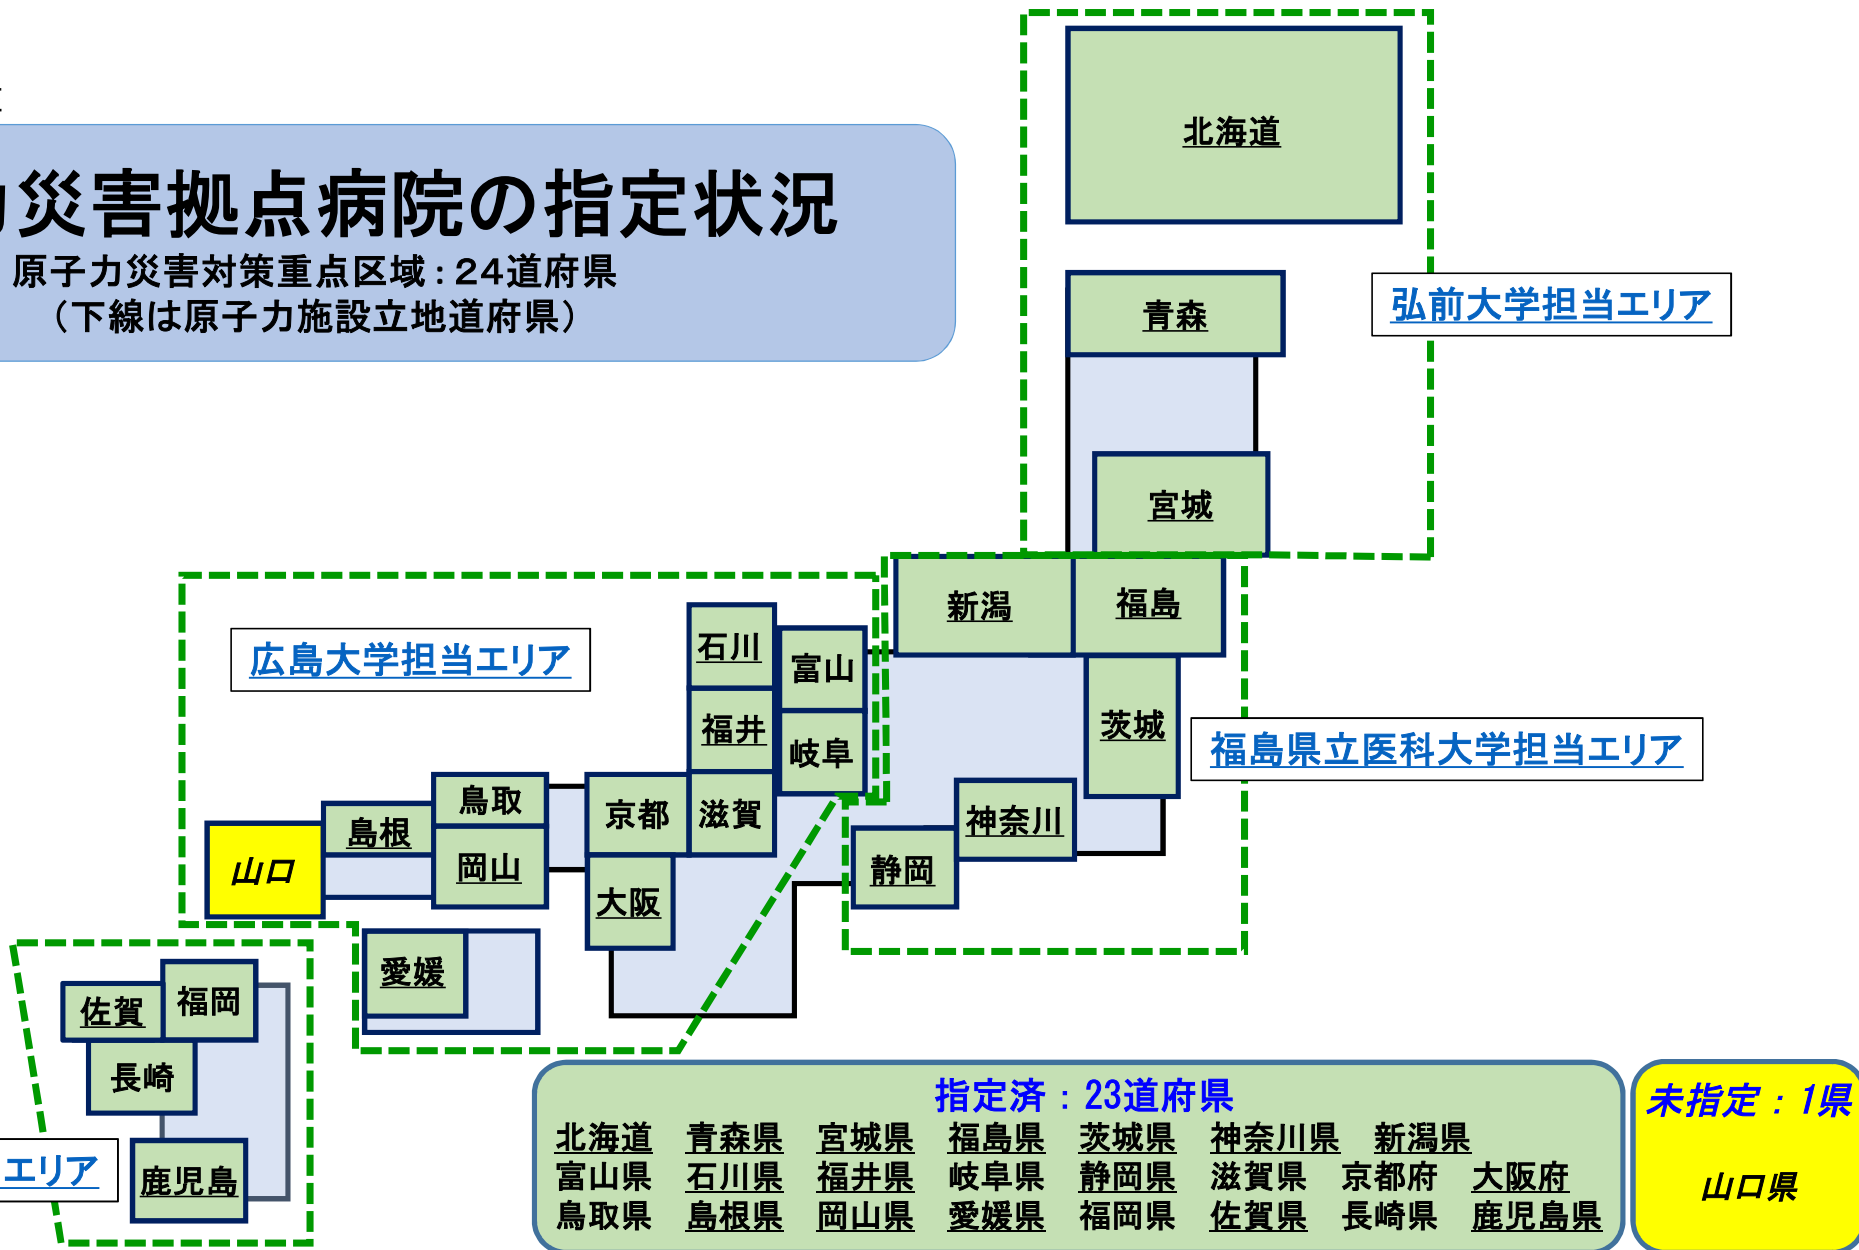 災害拠点病院の指定状況
原子力災害対策重点区域：24道府県
（下線は原子力施設立地道府県）
北海道
青森
弘前大学担当エリア
宮城
新潟
福島
石川
富山
広島大学担当エリア
福井
岐阜
茨城
福島県立医科大学担当エリア
鳥取
京都
滋賀
神奈川
島根
山口
岡山
静岡
大阪
愛媛
佐賀
福岡
長崎
エリア
鹿児島
指定済：23道府県
北海道 青森県 宮城県 福島県 茨城県 神奈川県 新潟県
富山県 石川県 福井県 岐阜県 静岡県 滋賀県 京都府 大阪府
鳥取県 島根県 岡山県 愛媛県 福岡県 佐賀県 長崎県 鹿児島県
未指定：1県
山口県